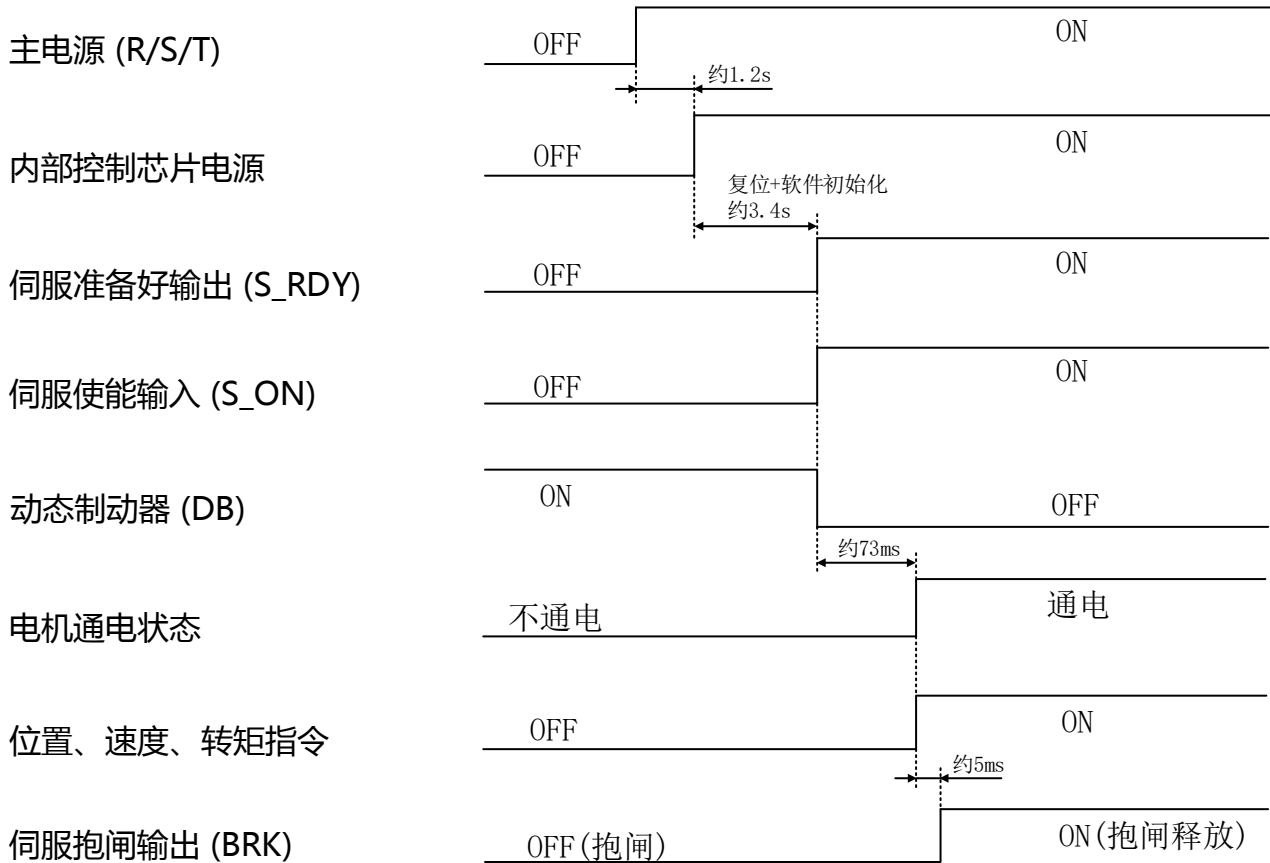 主电源 (R/S/T)
OFF
ON
约1.2s
内部控制芯片电源
OFF
ON
复位+软件初始化
约3.4s
伺服准备好输出 (S_RDY)
OFF
ON
伺服使能输入 (S_ON)
OFF
ON
动态制动器 (DB)
ON
OFF
约73ms
电机通电状态
不通电
通电
位置、速度、转矩指令
OFF
ON
约5ms
伺服抱闸输出 (BRK)
OFF(抱闸)
ON(抱闸释放)